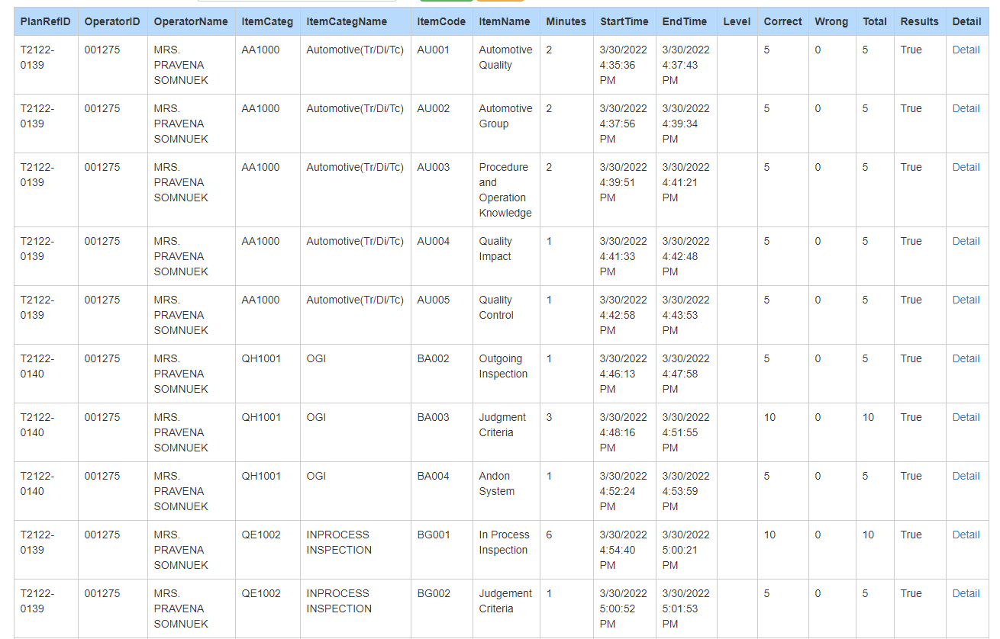 PlanRefID OperatorID OperatorName ItemCateg ItemCategName ItemCode ItemName Minutes StartTime EndTime Level Correct Wrong Total Results Detail
T2122- 001275 MRS. AA1000 Automotive(Tr/Di/Tc) AU001 Automotive 2 3/30/2022 3/30/2022 5 0 5 True Detail
0139 PRAVENA Quality 4:35:36 4:37:43
SOMNUEK PM PM
T2122- 001275 MRS. AA1000 Automotive(Tr/Di/Tc) AU002 Automotive 2 3/30/2022 3/30/2022 5 0 5 True Detail
0139 PRAVENA Group 4:37:56 4:39:34
SOMNUEK PM PM
T2122- 001275 MRS. AA1000 Automotive(Tr/Di/Tc) AU003 Procedure 2 3/30/2022 3/30/2022 5 0 5 True Detail
0139 PRAVENA and 4:39:51 4:41:21
SOMNUEK Operation PM PM
Knowledge
T2122- 001275 MRS. AA1000 Automotive(Tr/Di/Tc) AU004 Quality 1 3/30/2022 3/30/2022 5 0 5 True Detail
0139 PRAVENA Impact 4:41:33 4:42:48
SOMNUEK PM PM
T2122- 001275 MRS. AA1000 Automotive(Tr/Di/Tc) AU005 Quality 1 3/30/2022 3/30/2022 5 0 5 True Detail
0139 PRAVENA Control 4:42:58 4:43:53
SOMNUEK PM PM
T2122- 001275 MRS. QH1001 OGI BA002 Outgoing 1 3/30/2022 3/30/2022 5 0 5 True Detail
0140 PRAVENA Inspection 4:46:13 4:47:58
SOMNUEK PM PM
T2122- 001275 MRS. QH1001 OGI BA003 Judgment 3 3/30/2022 3/30/2022 10 0 10 True Detail
0140 PRAVENA Criteria 4:48:16 4:51:55
SOMNUEK PM PM
T2122- 001275 MRS. QH1001 OGI BA004 Andon 1 3/30/2022 3/30/2022 5 0 5 True Detail
0140 PRAVENA System 4:52:24 4:53:59
SOMNUEK PM PM
T2122- 001275 MRS. QE1002 INPROCESS BG001 In Process 6 3/30/2022 3/30/2022 10 0 10 True Detail
0139 PRAVENA INSPECTION Inspection 4:54:40 5:00:21
SOMNUEK PM PM
T2122- 001275 MRS. QE1002 INPROCESS BG002 Judgement 1 3/30/2022 3/30/2022 5 0 5 True Detail
0139 PRAVENA INSPECTION Criteria 5:00:52 5:01:53
SOMNUEK PM PM